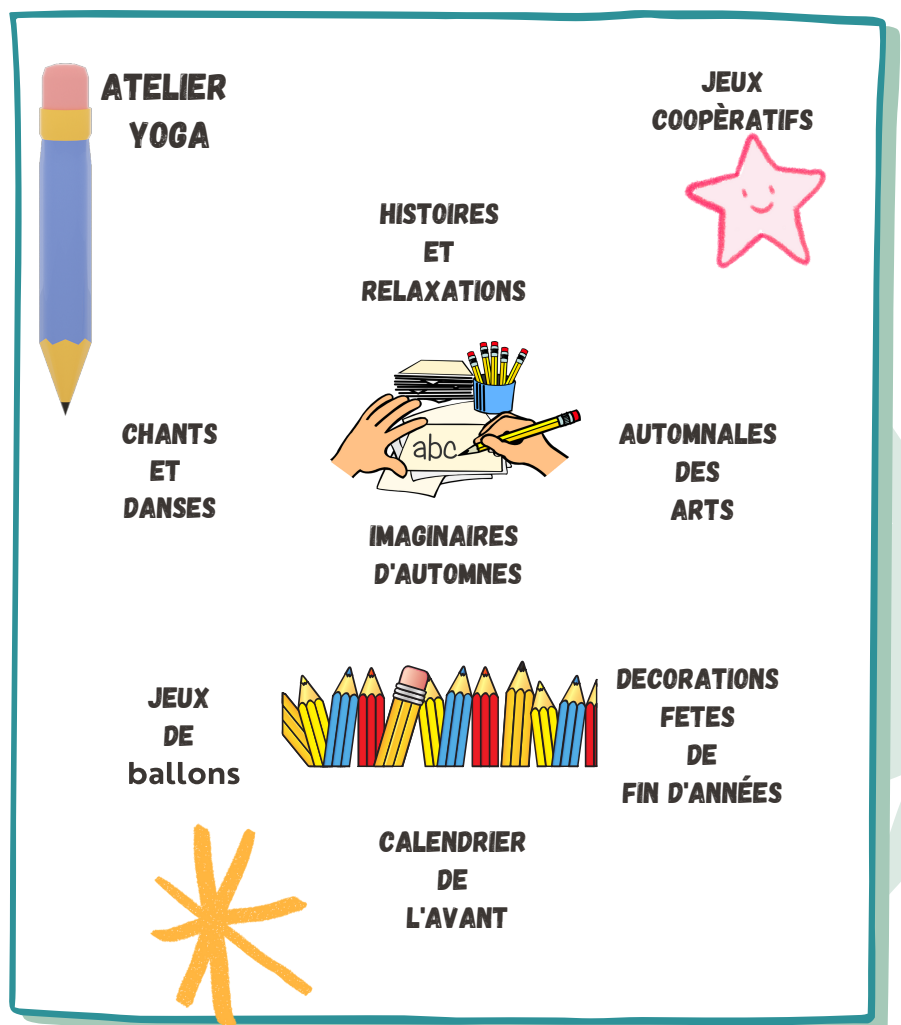 ATELIER
YOGA
JEUX
COOPÈRATIFS
HISTOIRES
ET
RELAXATIONS
CHANTS
ET
DANSES
abc
AUTOMNALES
DES
ARTS
IMAGINAIRES
D'AUTOMNES
JEUX
DE
ballons
DECORATIONS
FETES
DE
FIN D'ANNÉES
CALENDRIER
DE
L'AVANT